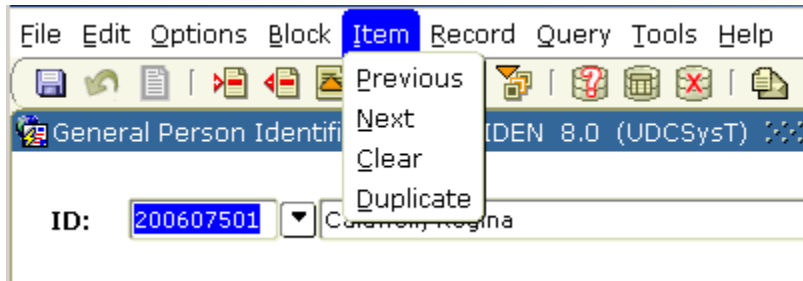 File Edit Options Block Item Record Query Tools Help
Previous
Next
Clear
Duplicate
General Person Identifi IDEN 8.0 (UDCSysT)
ID: 200607501 Regina